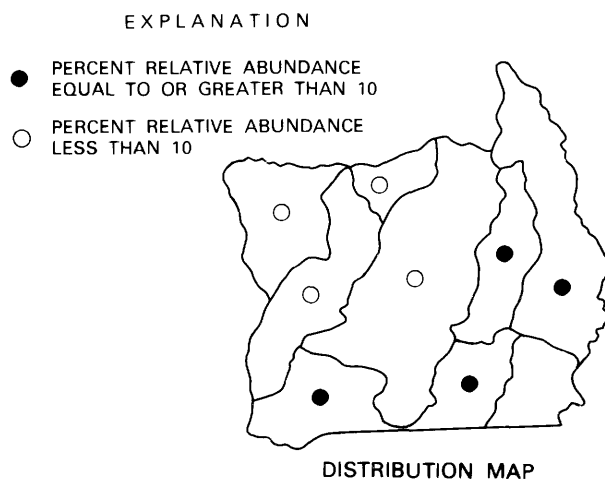 EXPLANATION
PERCENT RELATIVE ABUNDANCE
EQUAL TO OR GREATER THAN 10
PERCENT RELATIVE ABUNDANCE
LESS THAN 10
DISTRIBUTION MAP